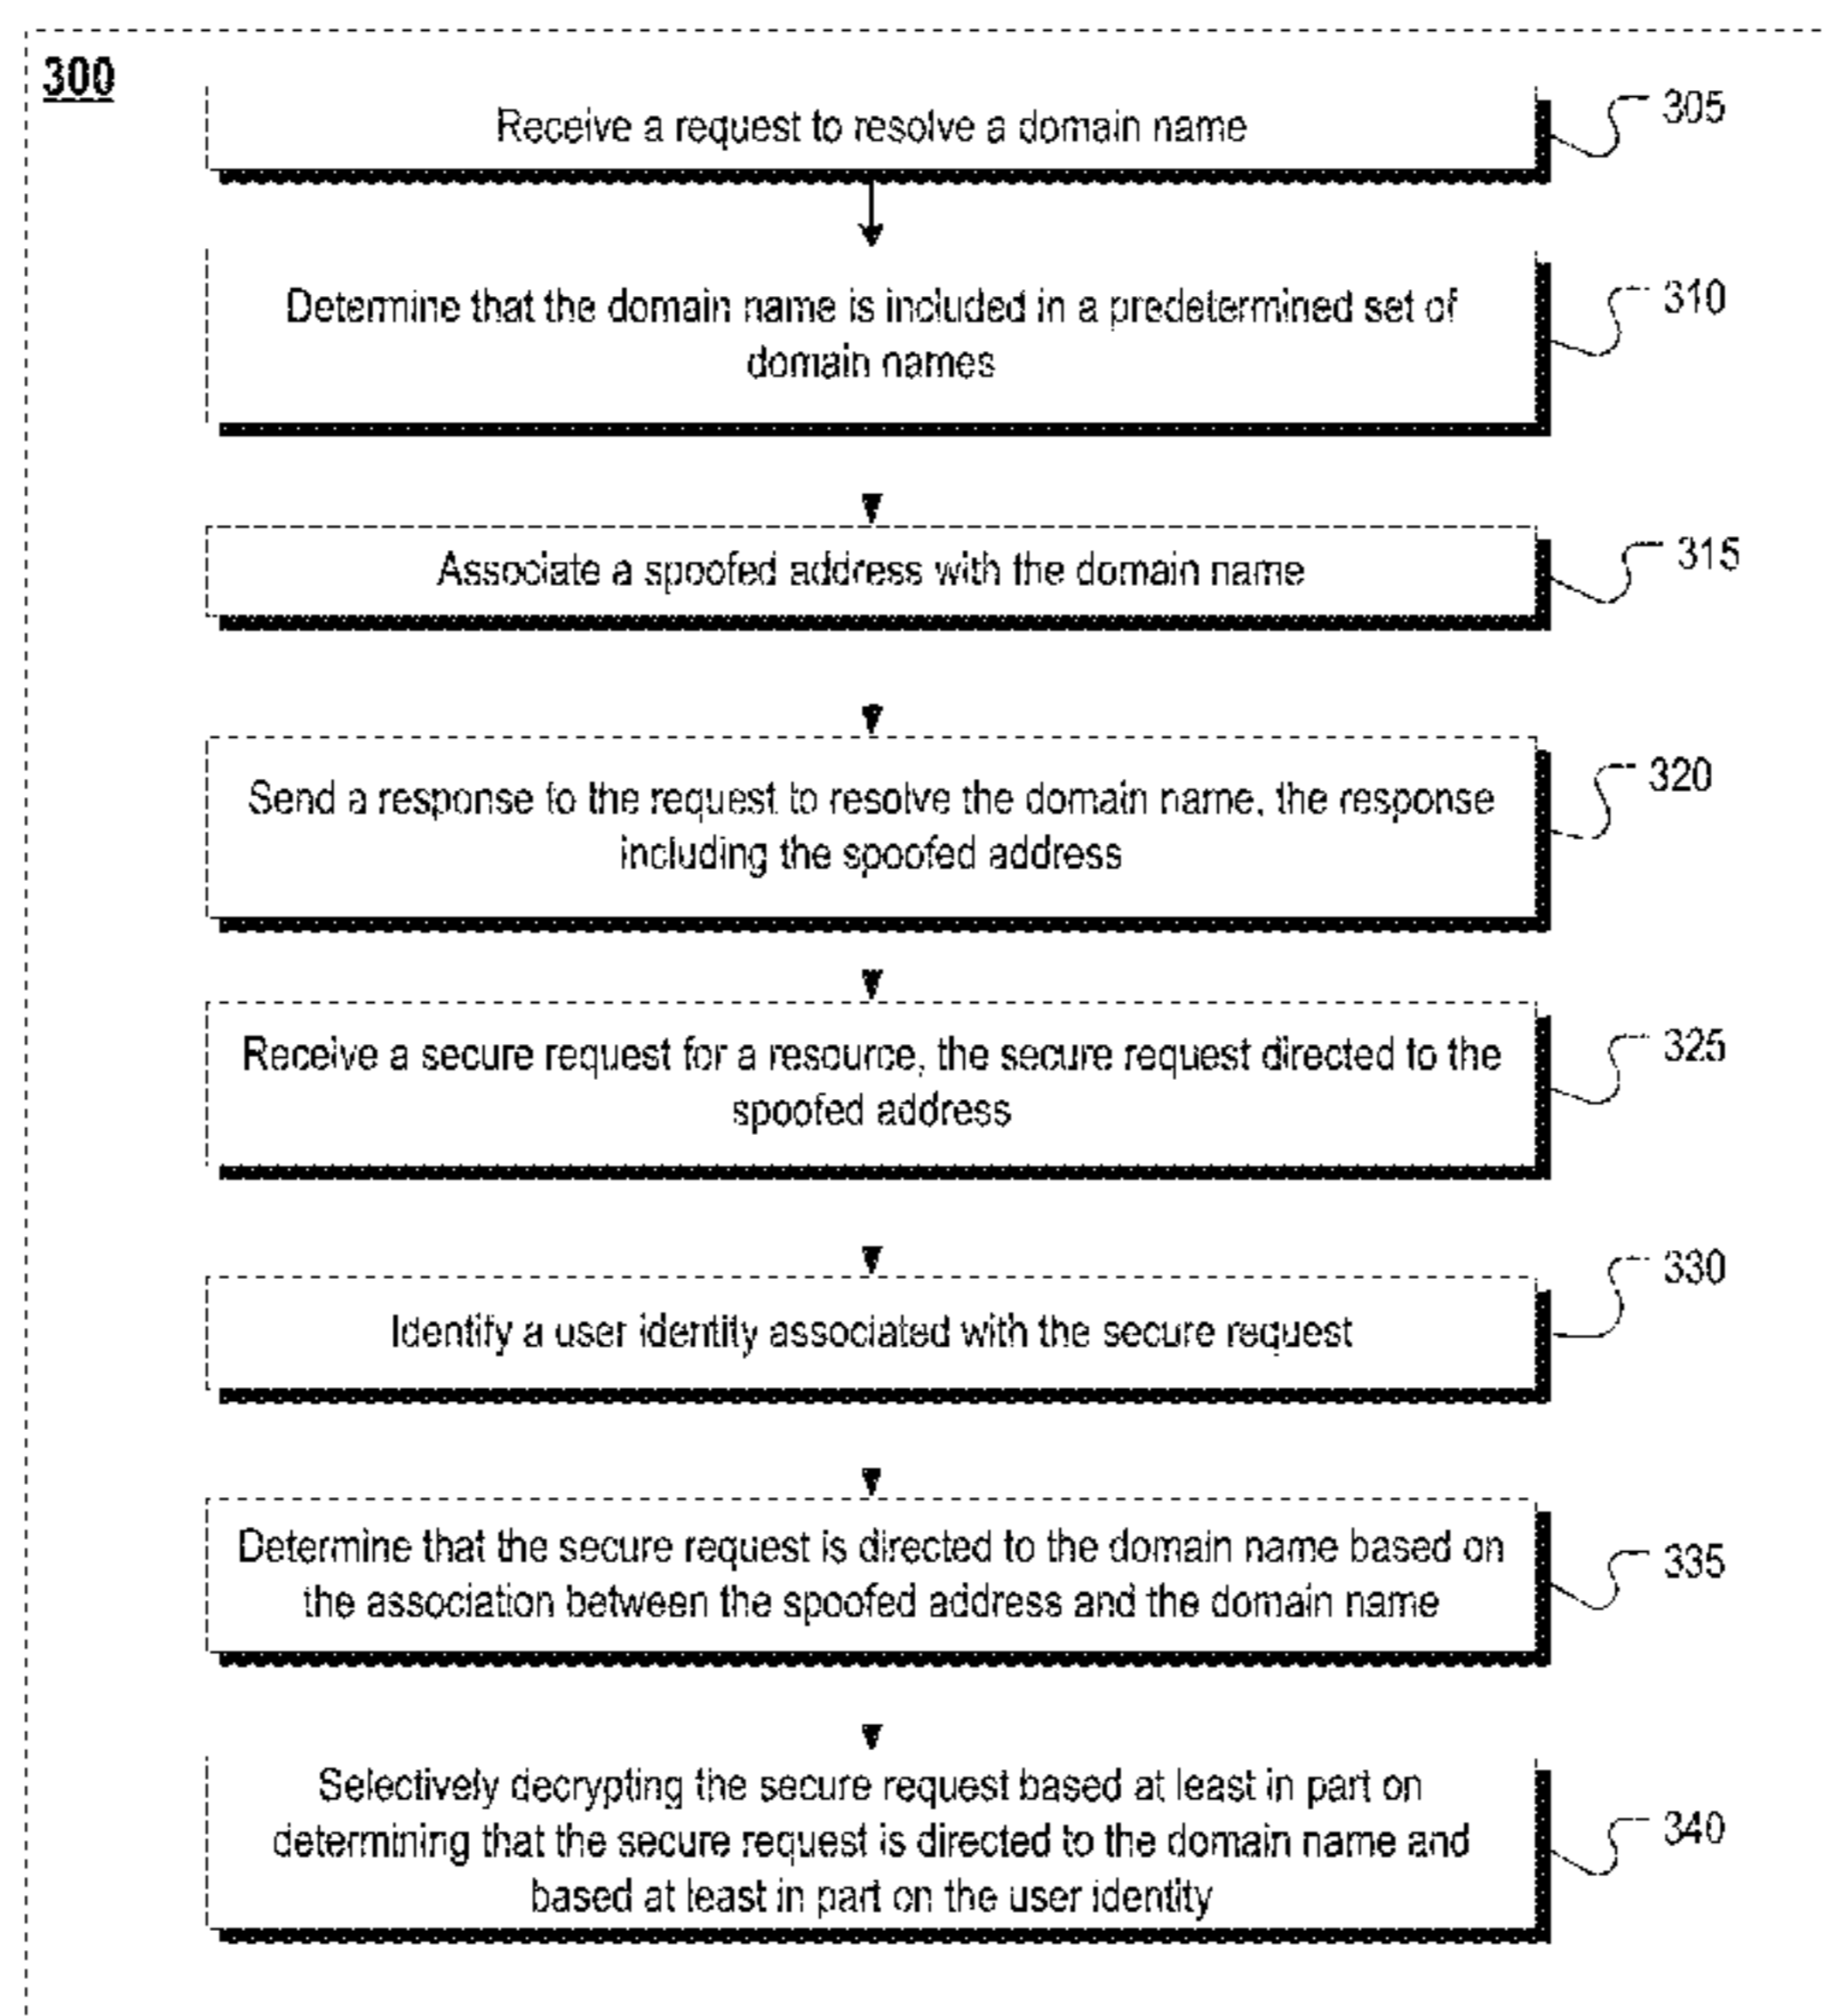 300
Receive a request to resolve a domain name
305
Determine that the domain name is included in a predetermined set of
domain names
310
Associate a spoofed address with the domain name
315
Send a response to the request to resolve the domain name, the response
including the spoofed address
320
Receive a secure request for a resource, the secure request directed to the
spoofed address
325
Identify a user identity associated with the secure request
330
Determine that the secure request is directed to the domain name based on
the association between the spoofed address and the domain name
335
Selectively decrypting the secure request based at least in part on
determining that the secure request is directed to the domain name and
based at least in part on the user identity
340